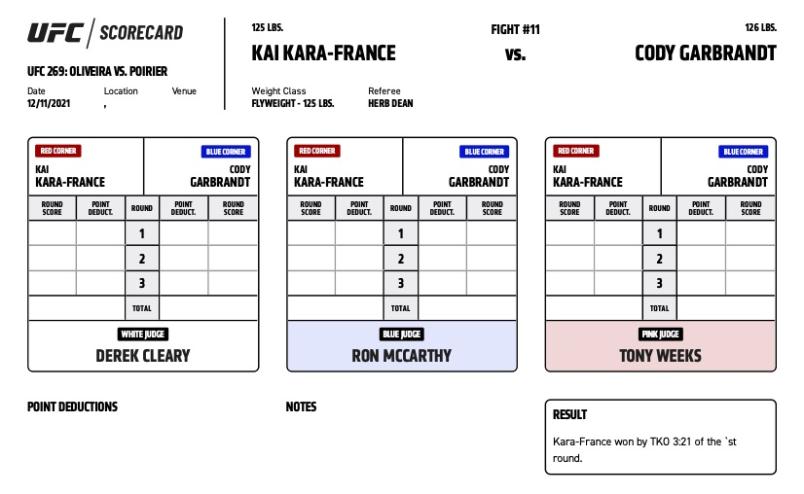 UFC / SCORECARD
UFC 269: OLIVEIRA VS. POIRIER
Date Location Venue
12/11/2021 ,
125 LBS. FIGHT #11 126 LBS.
KAI KARA-FRANCE vs. CODY GARBRANDT
Weight Class Referee
FLYWEIGHT - 125 LBS. HERB DEAN
RED CORNER BLUE CORNER
KAI CODY
KARA-FRANCE GARBRANDT
ROUND SCORE POINT DEDUCT. ROUND POINT DEDUCT. ROUND SCORE
1
2
3
TOTAL
WHITE JUDGE
DEREK CLEARY
RED CORNER BLUE CORNER
KAI CODY
KARA-FRANCE GARBRANDT
ROUND SCORE POINT DEDUCT. ROUND POINT DEDUCT. ROUND SCORE
1
2
3
TOTAL
BLUE JUDGE
RON MCCARTHY
RED CORNER BLUE CORNER
KAI CODY
KARA-FRANCE GARBRANDT
ROUND SCORE POINT DEDUCT. ROUND POINT DEDUCT. ROUND SCORE
1
2
3
TOTAL
PINK JUDGE
TONY WEEKS
POINT DEDUCTIONS
NOTES
RESULT
Kara-France won by TKO 3:21 of the `st
round.